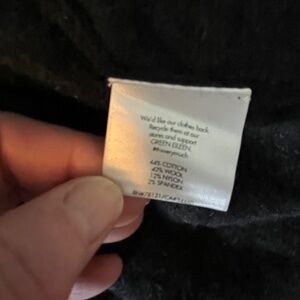 We'd like our clothes back.
Recycle them at our
stores and support
GREEN EILEEN.
44% COTTON
42% WOOL
12% NYLON
2% SPANDEX